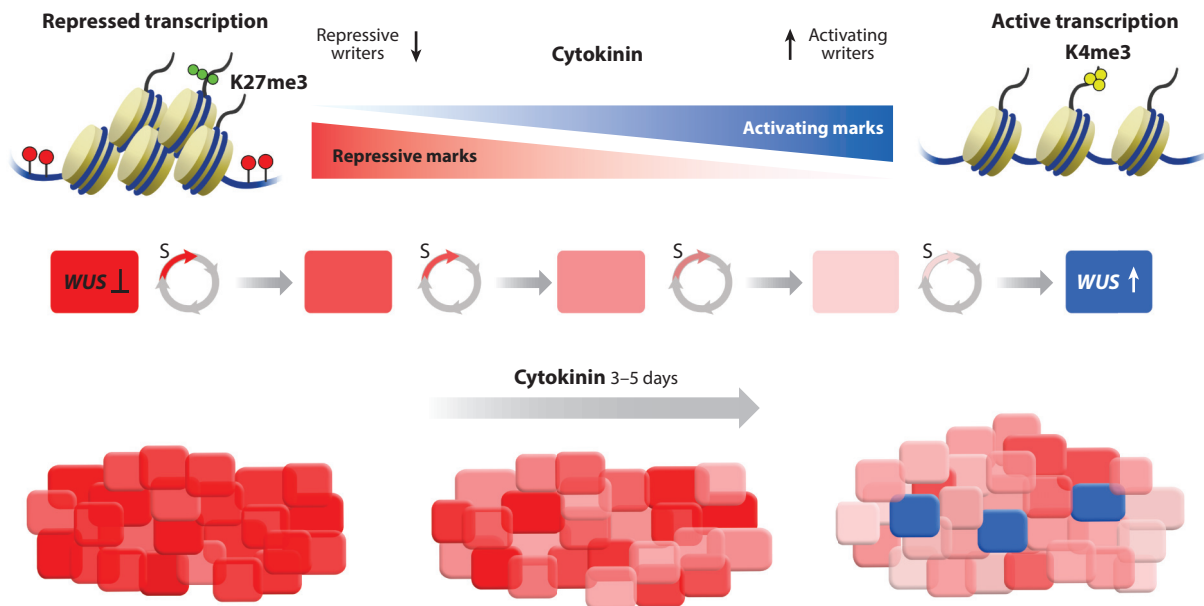 Repressed transcription
Repressive
writers
Cytokinin
Activating
writers
Active transcription
K27me3
K4me3
Activating marks
Repressive marks
WUS ⊥
S
S
S
S
WUS ↑
Cytokinin 3–5 days